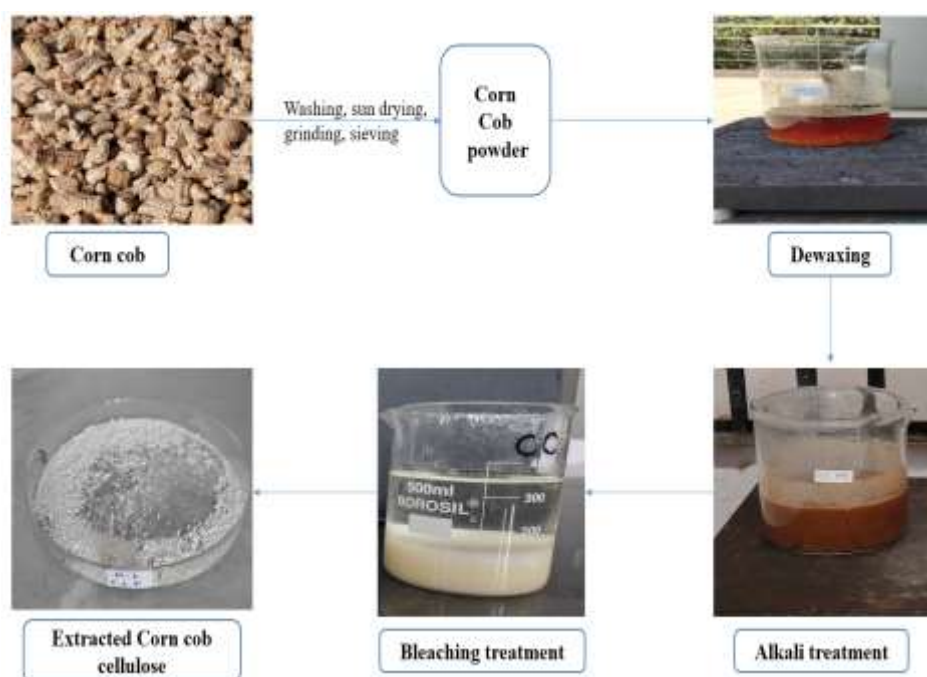 Washing, sun drying,
grinding, sieving
Corn
Cob
powder
Corn cob
Dewaxing
CC
500ml
BOROSIL
300
200
Extracted Corn cob
cellulose
Bleaching treatment
Alkali treatment